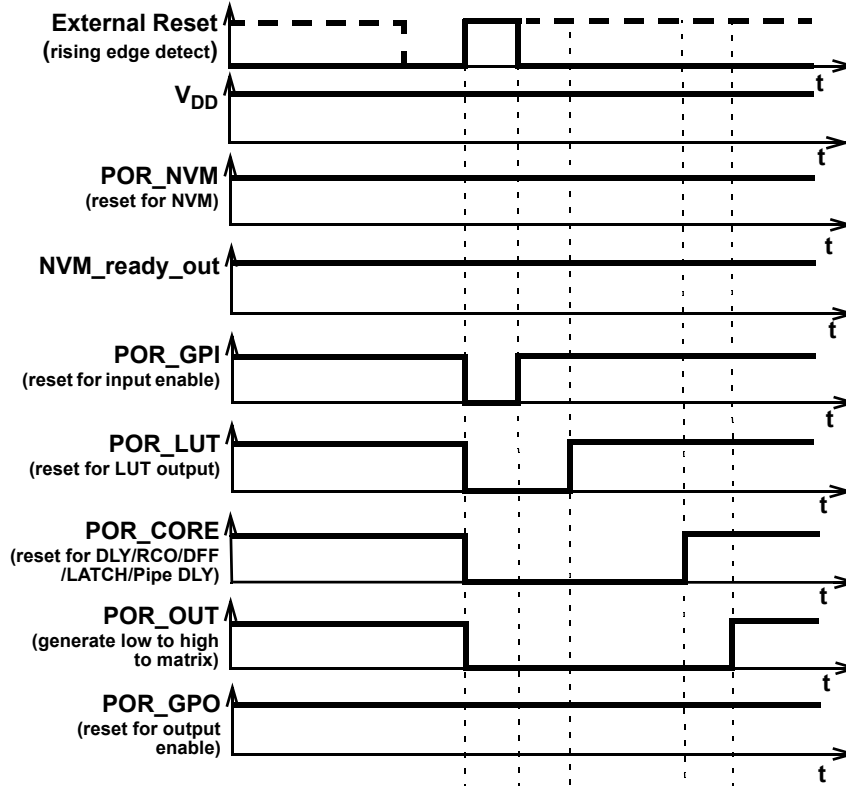 External Reset
(rising edge detect)
t
VDD
t
POR_NVM
(reset for NVM)
t
NVM_ready_out
t
POR_GPI
(reset for input enable)
t
POR_LUT
(reset for LUT output)
t
POR_CORE
(reset for DLY/RCO/DFF
/LATCH/Pipe DLY)
t
POR_OUT
(generate low to high
to matrix)
t
POR_GPO
(reset for output
enable)
t